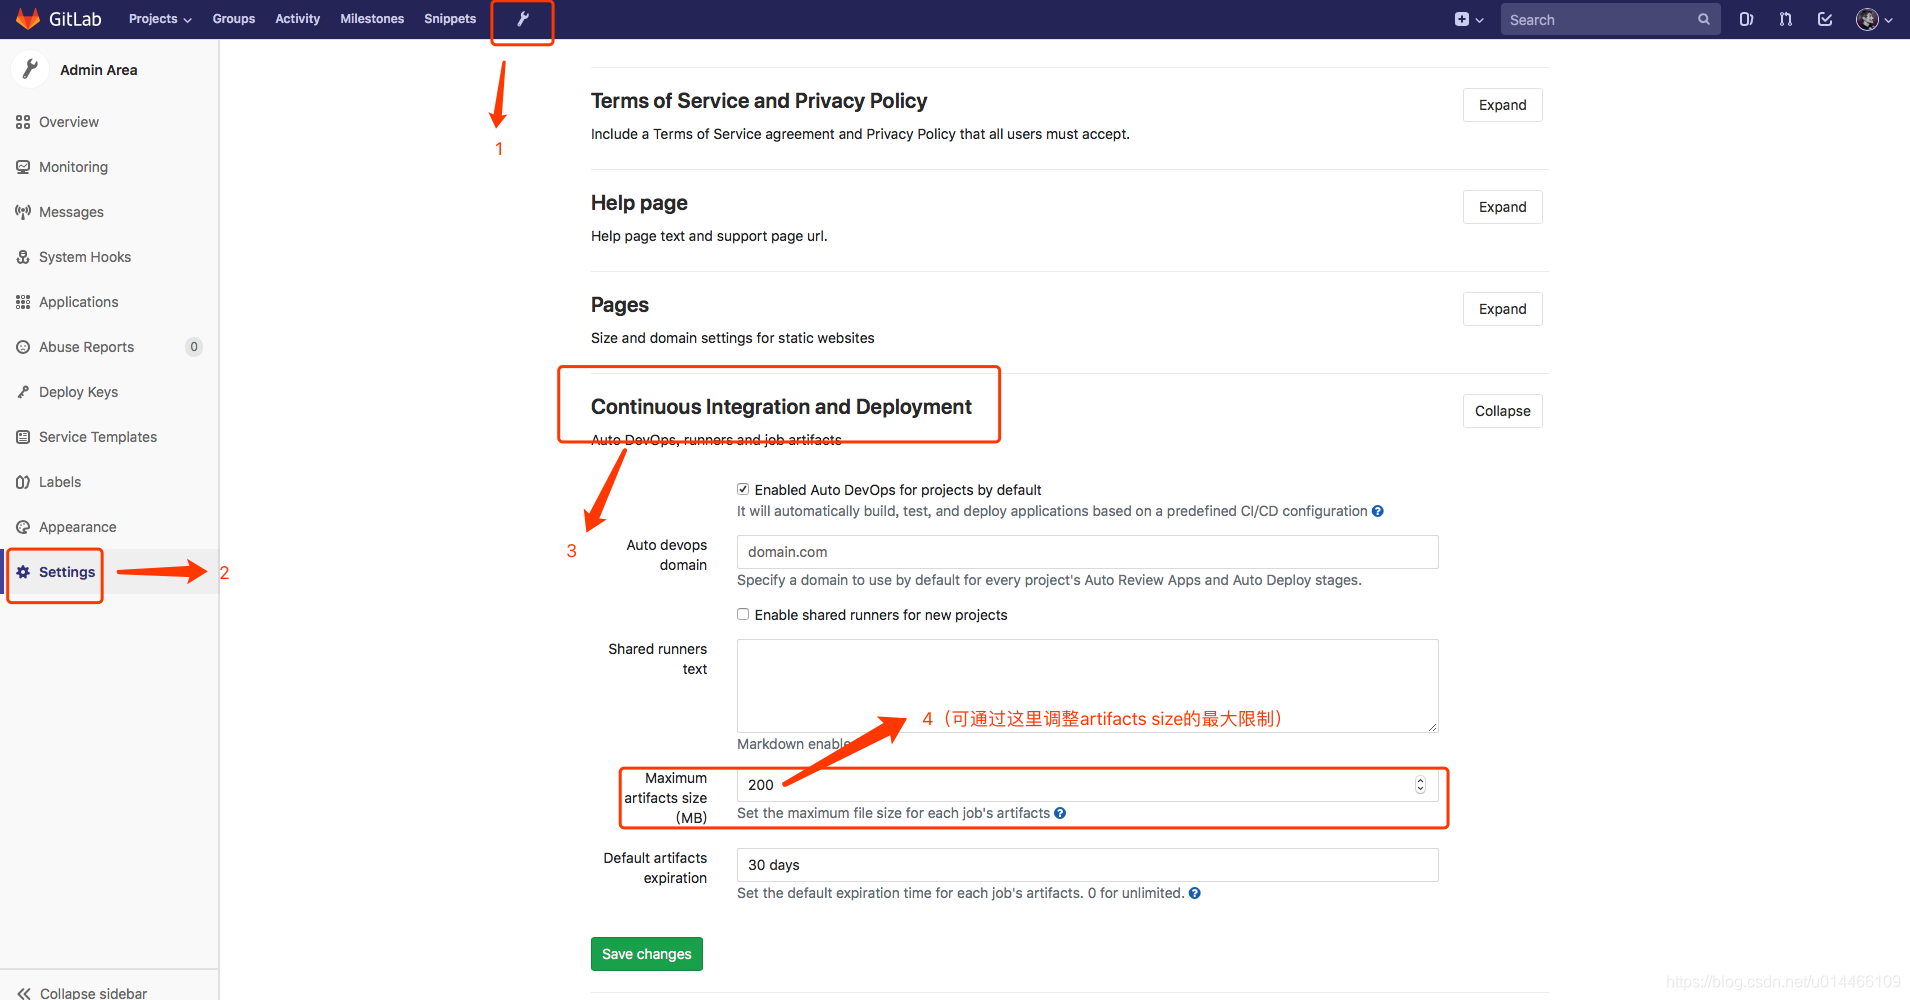 GitLab
Projects
Groups
Activity
Milestones
Snippets
Search
Admin Area
Overview
Monitoring
Messages
System Hooks
Applications
Abuse Reports 0
Deploy Keys
Service Templates
Labels
Appearance
Settings
Collapse sidebar
1
2
Terms of Service and Privacy Policy
Expand
Include a Terms of Service agreement and Privacy Policy that all users must accept.
Help page
Expand
Help page text and support page url.
Pages
Expand
Size and domain settings for static websites
Continuous Integration and Deployment
Collapse
Auto DevOps, runners and job artifacts
3
Enabled Auto DevOps for projects by default
It will automatically build, test, and deploy applications based on a predefined CI/CD configuration
Auto devops
domain
domain.com
Specify a domain to use by default for every project's Auto Review Apps and Auto Deploy stages.
Enable shared runners for new projects
Shared runners
text
4（可通过这里调整artifacts size的最大限制）
Markdown enable
Maximum
artifacts size
(MB)
200
Set the maximum file size for each job's artifacts
Default artifacts
expiration
30 days
Set the default expiration time for each job's artifacts. 0 for unlimited.
Save changes
https://blog.csdn.net/u014466109